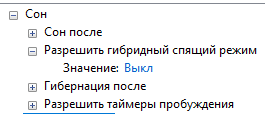 Сон
Сон после
Разрешить гибридный спящий режим
Значение: Выкл
Гибернация после
Разрешить таймеры пробуждения